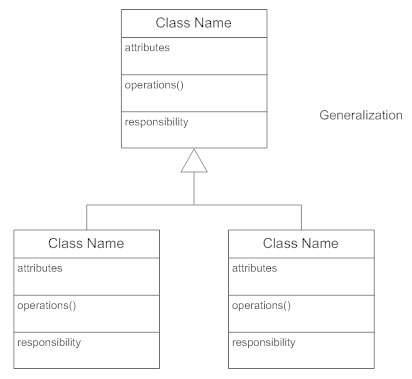 Class Name
attributes
operations()
responsibility
Generalization
Class Name
attributes
operations()
responsibility
Class Name
attributes
operations()
responsibility